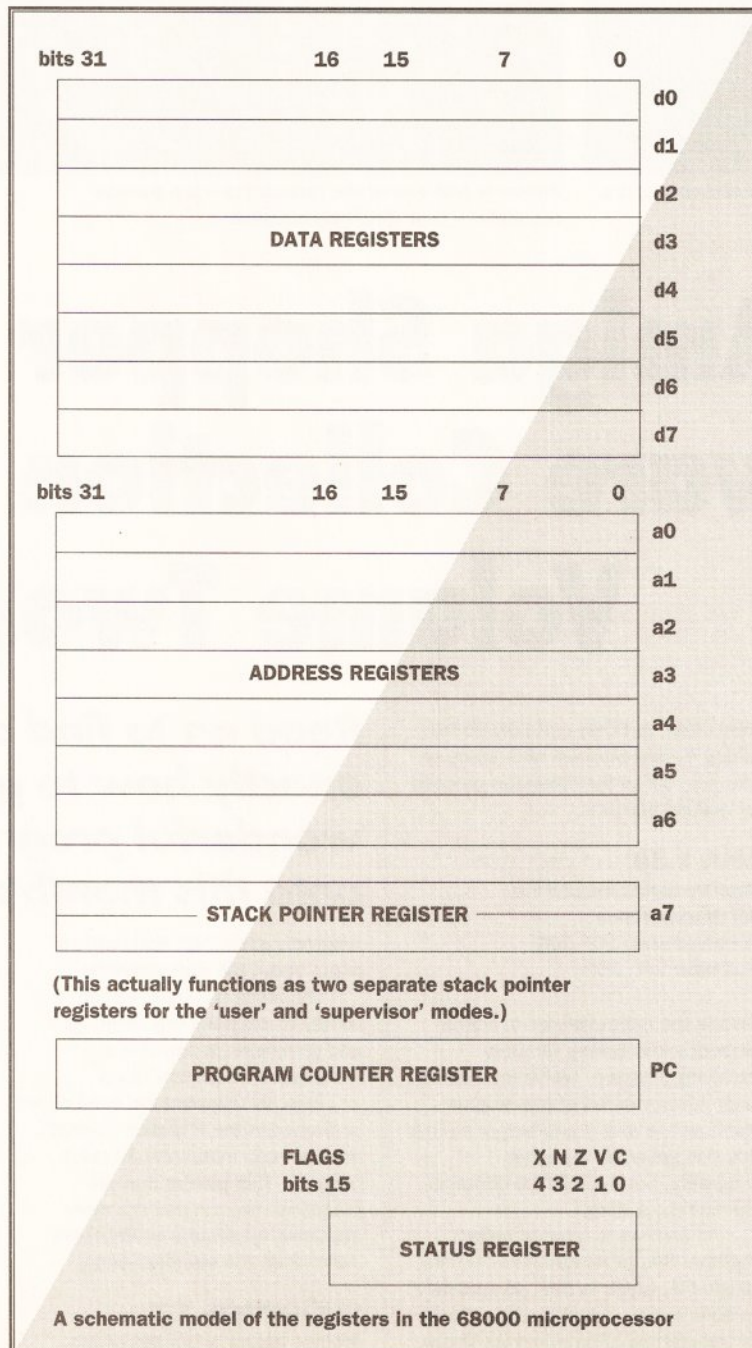 bits 31 16 15 7 0
d0
d1
d2
DATA REGISTERS d3
d4
d5
d6
d7
bits 31 16 15 7 0
a0
a1
a2
ADDRESS REGISTERS a3
a4
a5
a6
STACK POINTER REGISTER a7
(This actually functions as two separate stack pointer
registers for the ‘user’ and ‘supervisor’ modes.)
PROGRAM COUNTER REGISTER PC
FLAGS X N Z V C
bits 15 4 3 2 1 0
STATUS REGISTER
A schematic model of the registers in the 68000 microprocessor